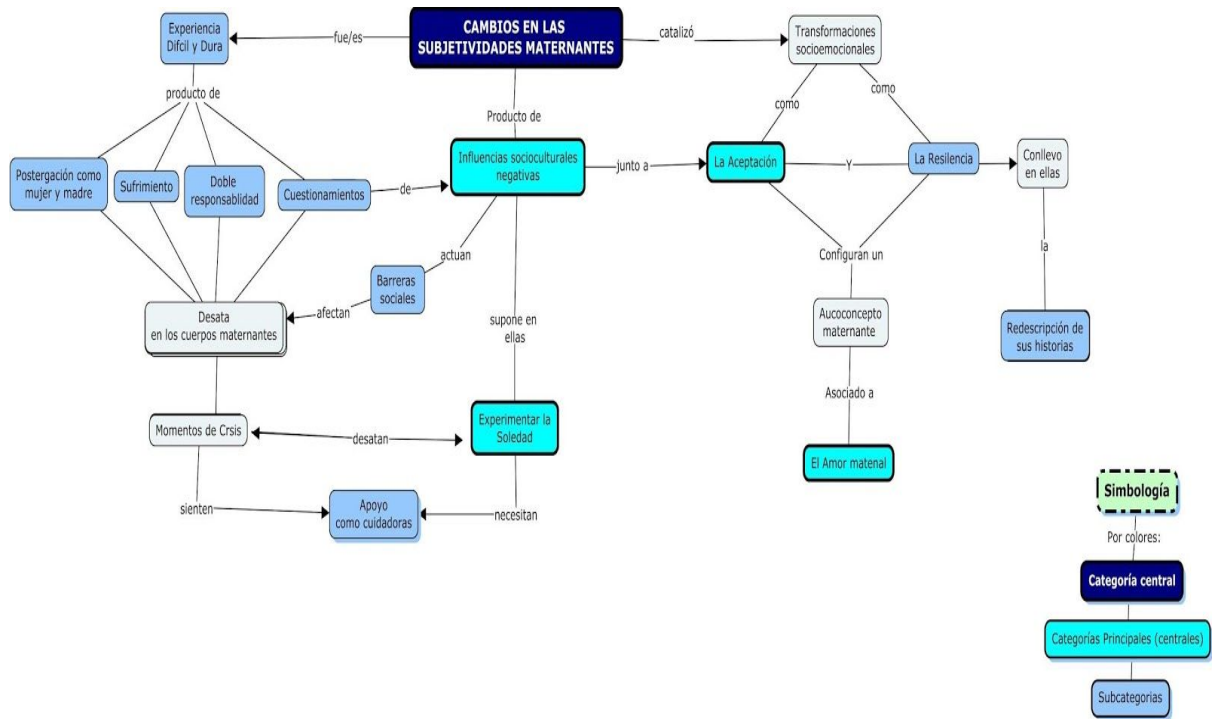 CAMBIOS EN LAS
SUBJETIVIDADES MATERNANTES
fue/es
Experiencia
Difcil y Dura
catalizó
Transformaciones
socioemocionales
producto de
Producto de
como
como
Postergación como
mujer y madre
Sufrimiento
Doble
responsablidad
Cuestionamientos
de
Influencias socioculturales
negativas
junto a
La Aceptación
Y
La Resilencia
Conllevo
en ellas
actuan
Configuran un
la
Barreras
sociales
afectan
Desata
en los cuerpos maternantes
supone en
ellas
Aucoconcepto
maternante
Redescripción de
sus historias
Asociado a
Momentos de Crsis
desatan
Experimentar la
Soledad
El Amor matenal
sienten
Apoyo
como cuidadoras
necesitan
Simbología
Por colores:
Categoría central
Categorías Principales (centrales)
Subcategorias